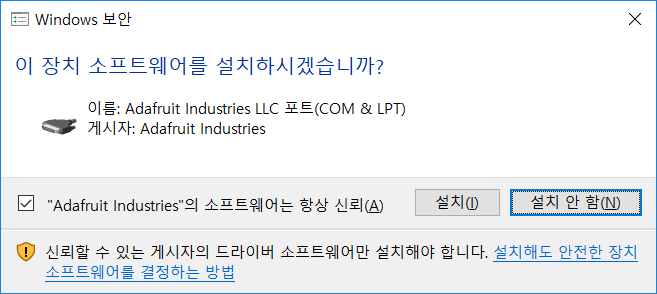 Windows 보안
이 장치 소프트웨어를 설치하시겠습니까?
이름: Adafruit Industries LLC 포트(COM & LPT)
게시자: Adafruit Industries
"Adafruit Industries"의 소프트웨어는 항상 신뢰(A)
설치(I)
설치 안 함(N)
신뢰할 수 있는 게시자의 드라이버 소프트웨어만 설치해야 합니다. 설치해도 안전한 장치
소프트웨어를 결정하는 방법